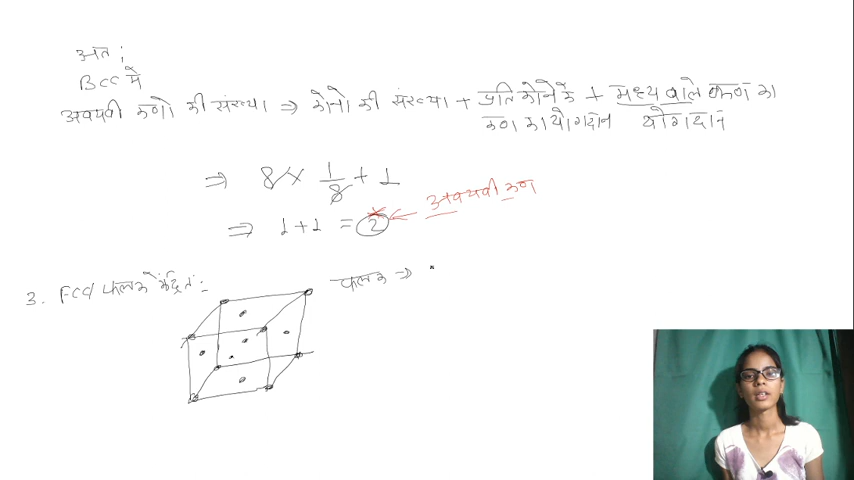 अत ;
BCC में
अवयवी कणो की संख्या ⇒ कोनो की संख्या + प्रति कोने के + मध्य वाले कण का
कण का योगदान योगदान
⇒ 8 × 1/8 + 1
⇒ 1 + 1 = 2 ← अवयवी कण
3. FCC/ फलक केंद्रित :- फलक ⇒